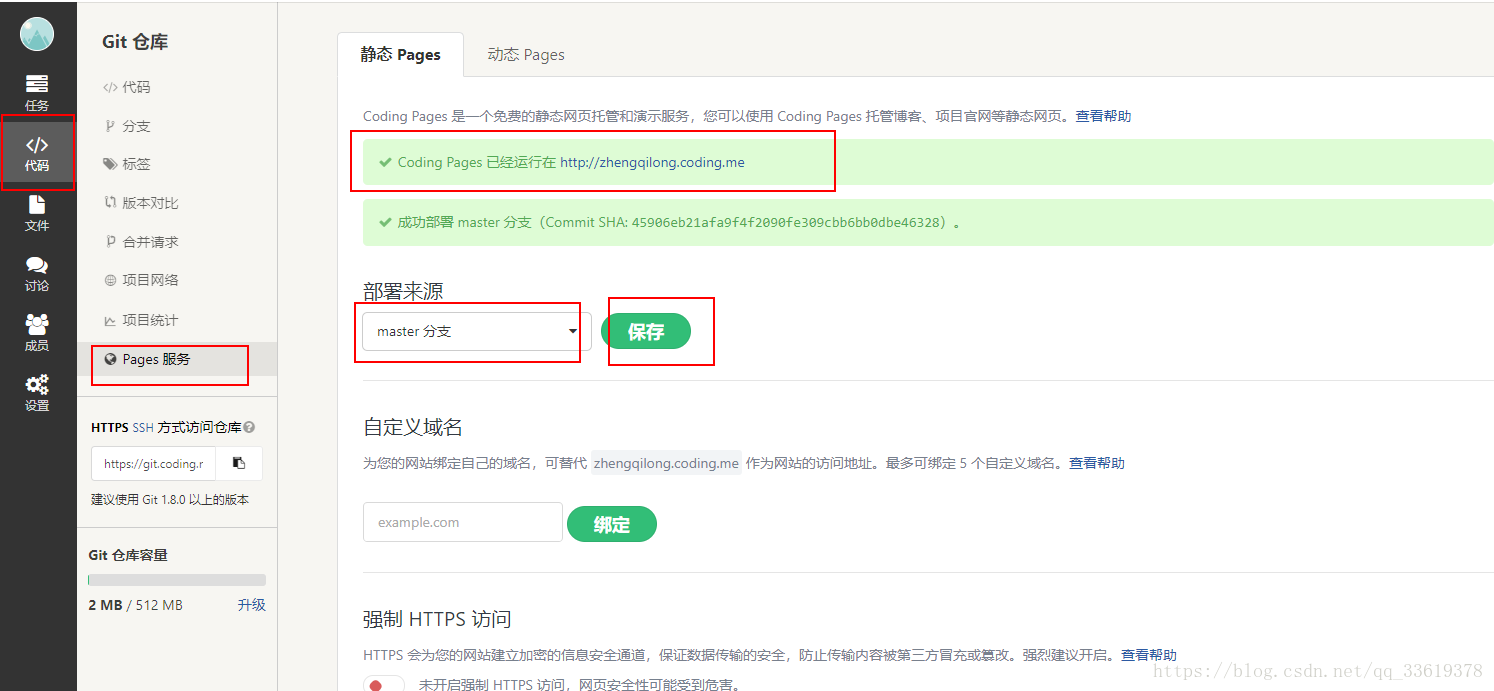 任务
代码
文件
讨论
成员
设置
Git 仓库
代码
分支
标签
版本对比
合并请求
项目网络
项目统计
Pages 服务
HTTPS SSH 方式访问仓库
https://git.coding.r
建议使用 Git 1.8.0 以上的版本
Git 仓库容量
2 MB / 512 MB 升级
静态 Pages 动态 Pages
Coding Pages 是一个免费的静态网页托管和演示服务，您可以使用 Coding Pages 托管博客、项目官网等静态网页。查看帮助
Coding Pages 已经运行在 http://zhengqilong.coding.me
成功部署 master 分支（Commit SHA: 45906eb21afa9f4f2090fe309cbb6bb0dbe46328）。
部署来源
master 分支 保存
自定义域名
为您的网站绑定自己的域名，可替代 zhengqilong.coding.me 作为网站的访问地址。最多可绑定 5 个自定义域名。查看帮助
example.com 绑定
强制 HTTPS 访问
HTTPS 会为您的网站建立加密的信息安全通道，保证数据传输的安全，防止传输内容被第三方冒充或篡改。强烈建议开启。查看帮助
未开启强制 HTTPS 访问，网页安全性可能受到危害。
https://blog.csdn.net/qq_33619378